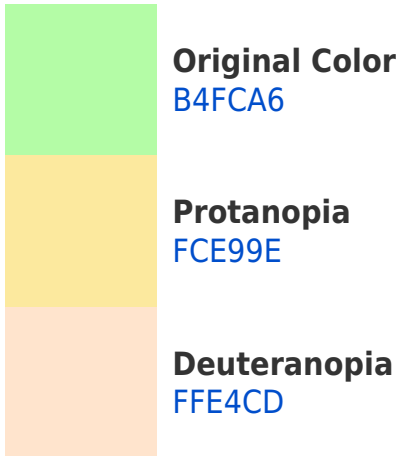 Original Color
B4FCA6
Protanopia
FCE99E
Deuteranopia
FFE4CD